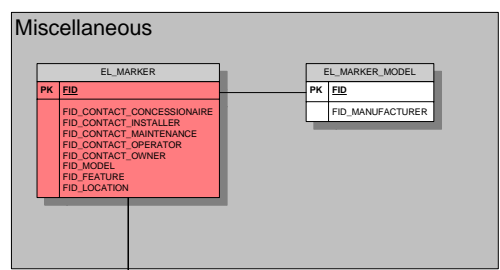 Miscellaneous
EL_MARKER
PK FID
FID_CONTACT_CONCESSIONAIRE
FID_CONTACT_INSTALLER
FID_CONTACT_MAINTENANCE
FID_CONTACT_OPERATOR
FID_CONTACT_OWNER
FID_MODEL
FID_FEATURE
FID_LOCATION
EL_MARKER_MODEL
PK FID
FID_MANUFACTURER